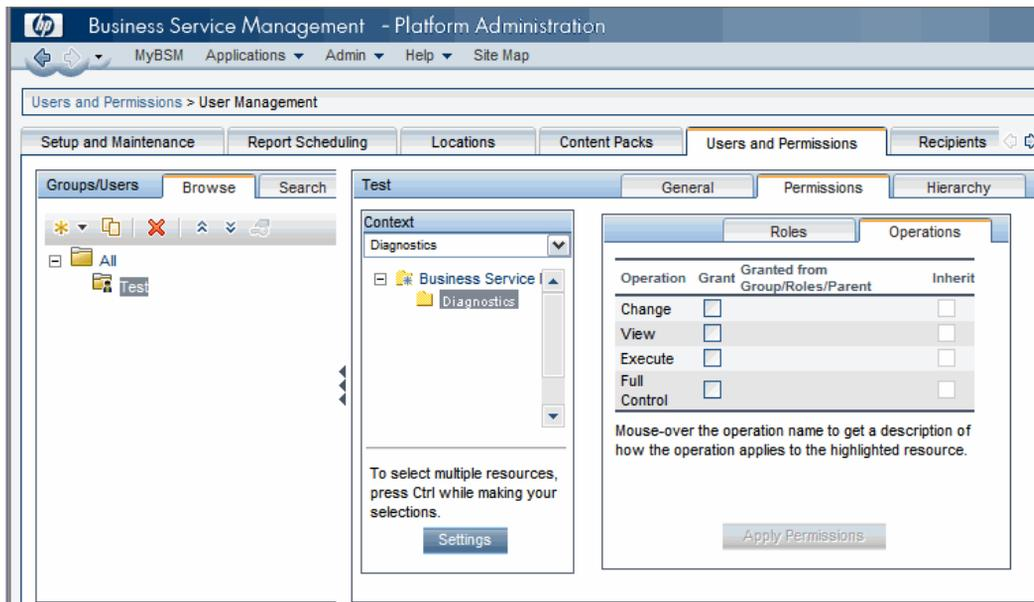 hp Business Service Management - Platform Administration
MyBSM Applications Admin Help Site Map
Users and Permissions > User Management
Setup and Maintenance Report Scheduling Locations Content Packs Users and Permissions Recipients
Groups/Users Browse Search
Test General Permissions Hierarchy
All
Test
Context
Diagnostics
Business Service
Diagnostics
To select multiple resources,
press Ctrl while making your
selections.
Settings
Roles Operations
Operation Grant Granted from Group/Roles/Parent Inherit
Change
View
Execute
Full
Control
Mouse-over the operation name to get a description of
how the operation applies to the highlighted resource.
Apply Permissions